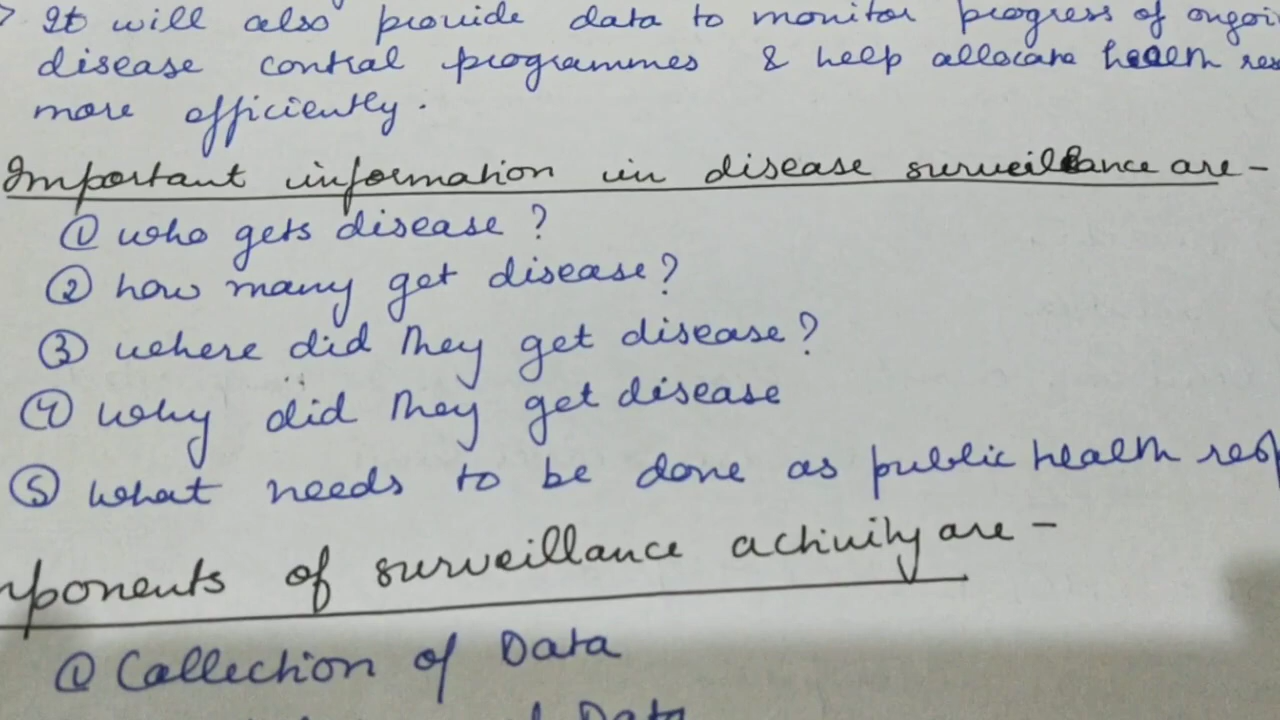 It will also provide data to monitor progress of
disease control programmes & help allocate health
more efficiently.
Important information in disease surveillance are -
① who gets disease?
② how many get disease?
③ where did they get disease?
④ why did they get disease
⑤ what needs to be done as public health
of surveillance activity are -
① Collection of Data
Data